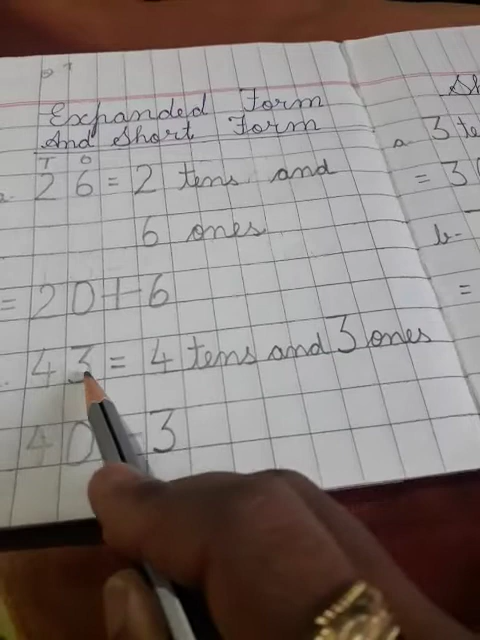 Expanded Form
And Short Form
T O
26 = 2 tens and
6 ones
= 20+6
43 = 4 tens and 3 ones
40 3
a. 3 te
= 3
b-
=